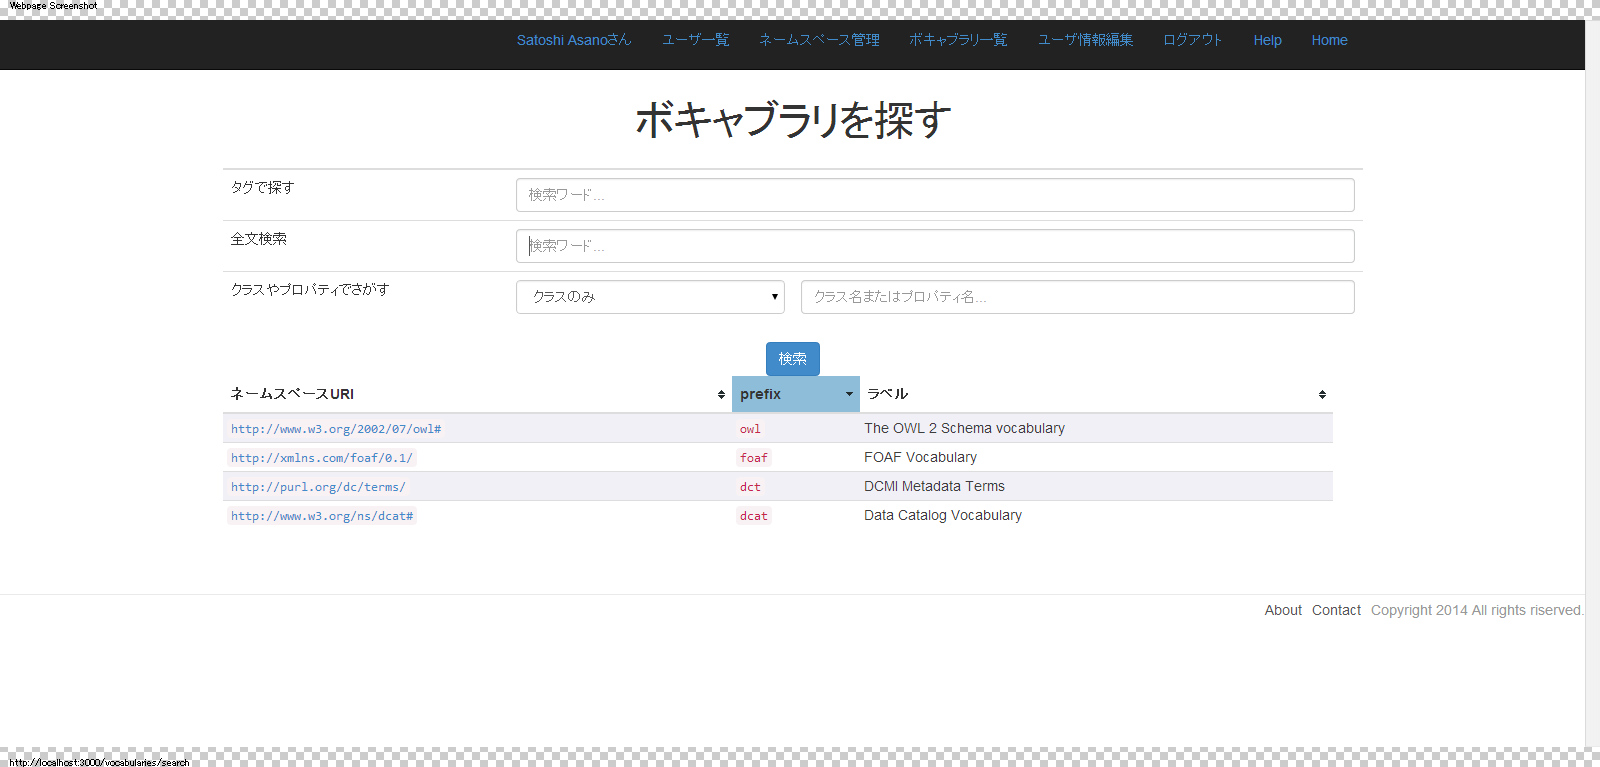 Webpage Screenshot
Satoshi Asanoさん ユーザ一覧 ネームスペース管理 ボキャブラリ一覧 ユーザ情報編集 ログアウト Help Home
ボキャブラリを探す
タグで探す 検索ワード...
全文検索 検索ワード...
クラスやプロパティでさがす クラスのみ クラス名またはプロパティ名...
検索
ネームスペースURI prefix ラベル
http://www.w3.org/2002/07/owl# owl The OWL 2 Schema vocabulary
http://xmlns.com/foaf/0.1/ foaf FOAF Vocabulary
http://purl.org/dc/terms/ dct DCMI Metadata Terms
http://www.w3.org/ns/dcat# dcat Data Catalog Vocabulary
About Contact Copyright 2014 All rights riserved.
http://localhost:3000/vocabularies/search